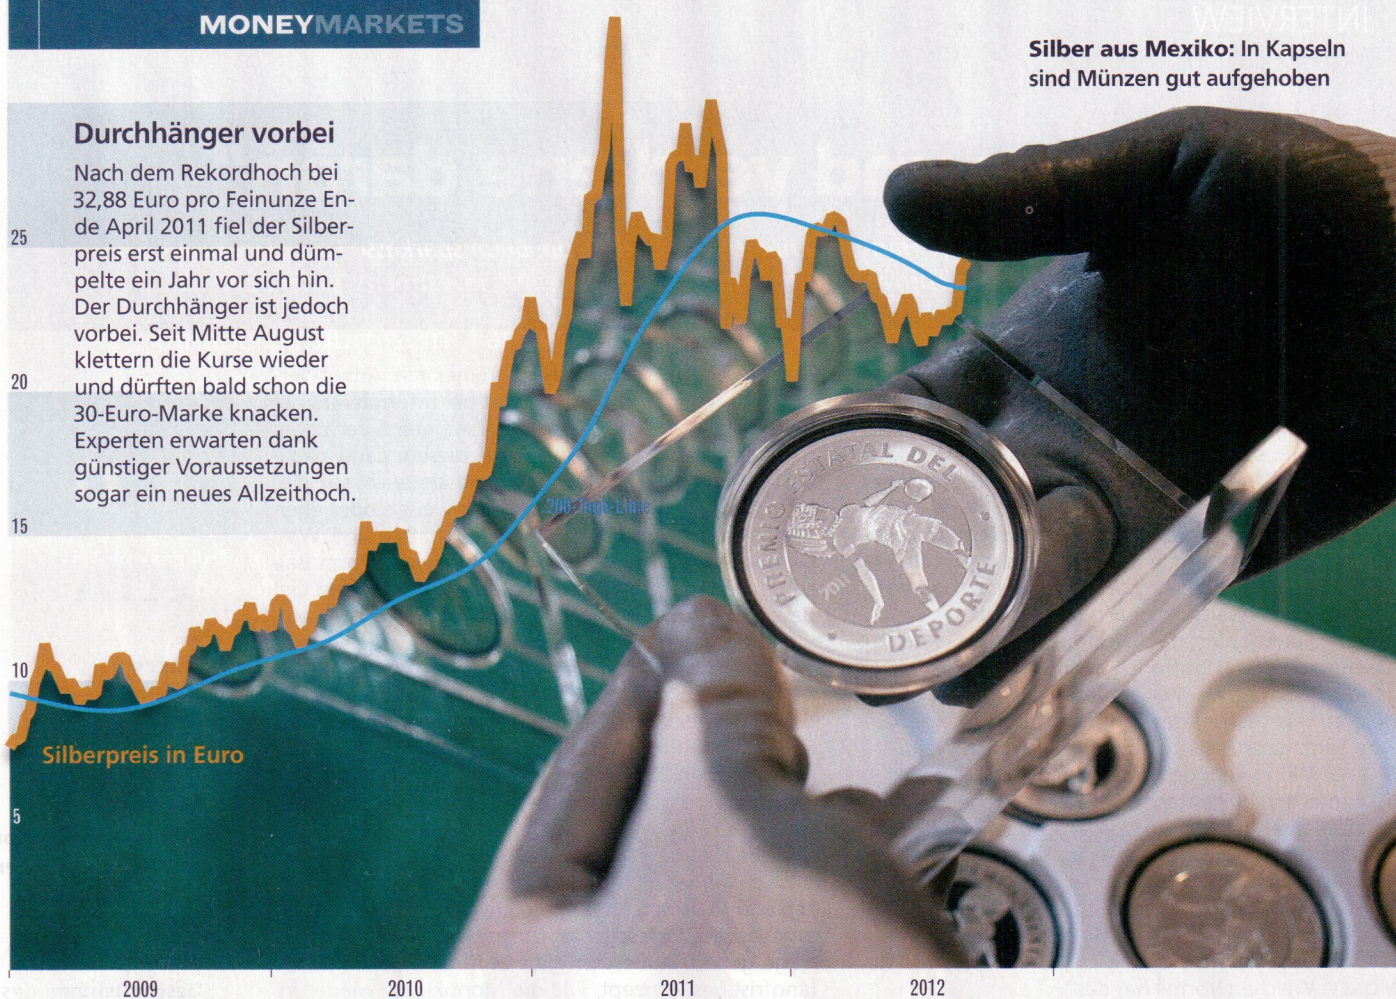 MONEYMARKETS
Silber aus Mexiko: In Kapseln
sind Münzen gut aufgehoben
Durchhänger vorbei
Nach dem Rekordhoch bei
32,88 Euro pro Feinunze En-
de April 2011 fiel der Silber-
preis erst einmal und düm-
pelte ein Jahr vor sich hin.
Der Durchhänger ist jedoch
vorbei. Seit Mitte August
klettern die Kurse wieder
und dürften bald schon die
30-Euro-Marke knacken.
Experten erwarten dank
günstiger Voraussetzungen
sogar ein neues Allzeithoch.
25
20
15
10
5
200-Tage-Linie
Silberpreis in Euro
PREMIO ESTATAL DEL
DEPORTE
2011
2009
2010
2011
2012